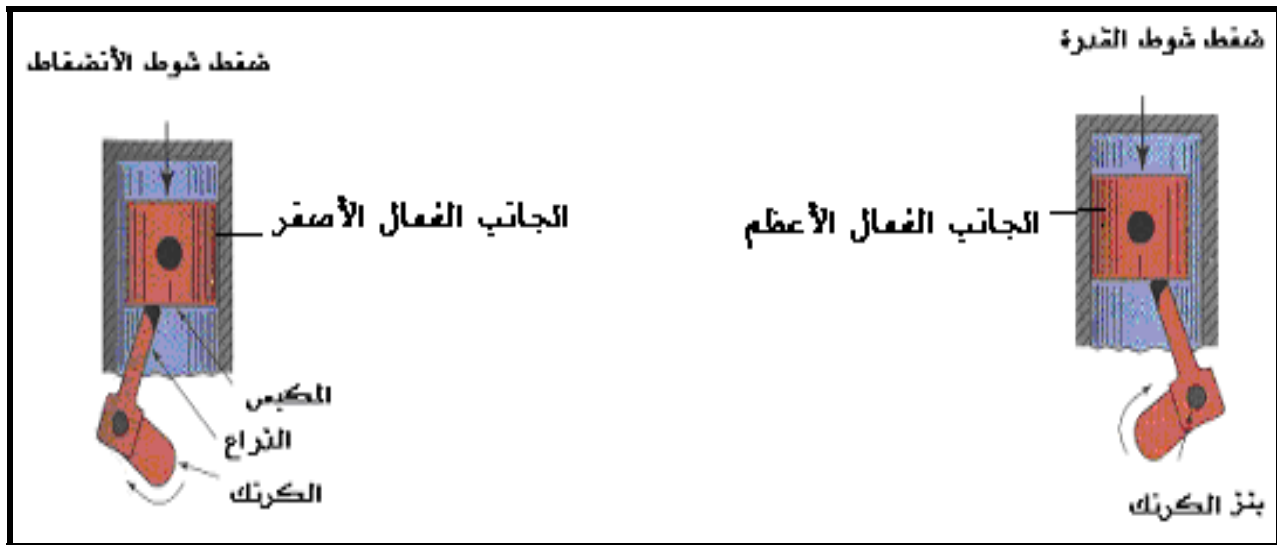 ضغط شوط القدرة
ضغط شوط الأنضغاط
الجانب الفعال الأعظم
الجانب الفعال الأصغر
المكبس
الذراع
الكرنك
بنز الكرنك